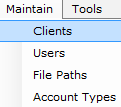 Maintain Tools
Clients
Users
File Paths
Account Types